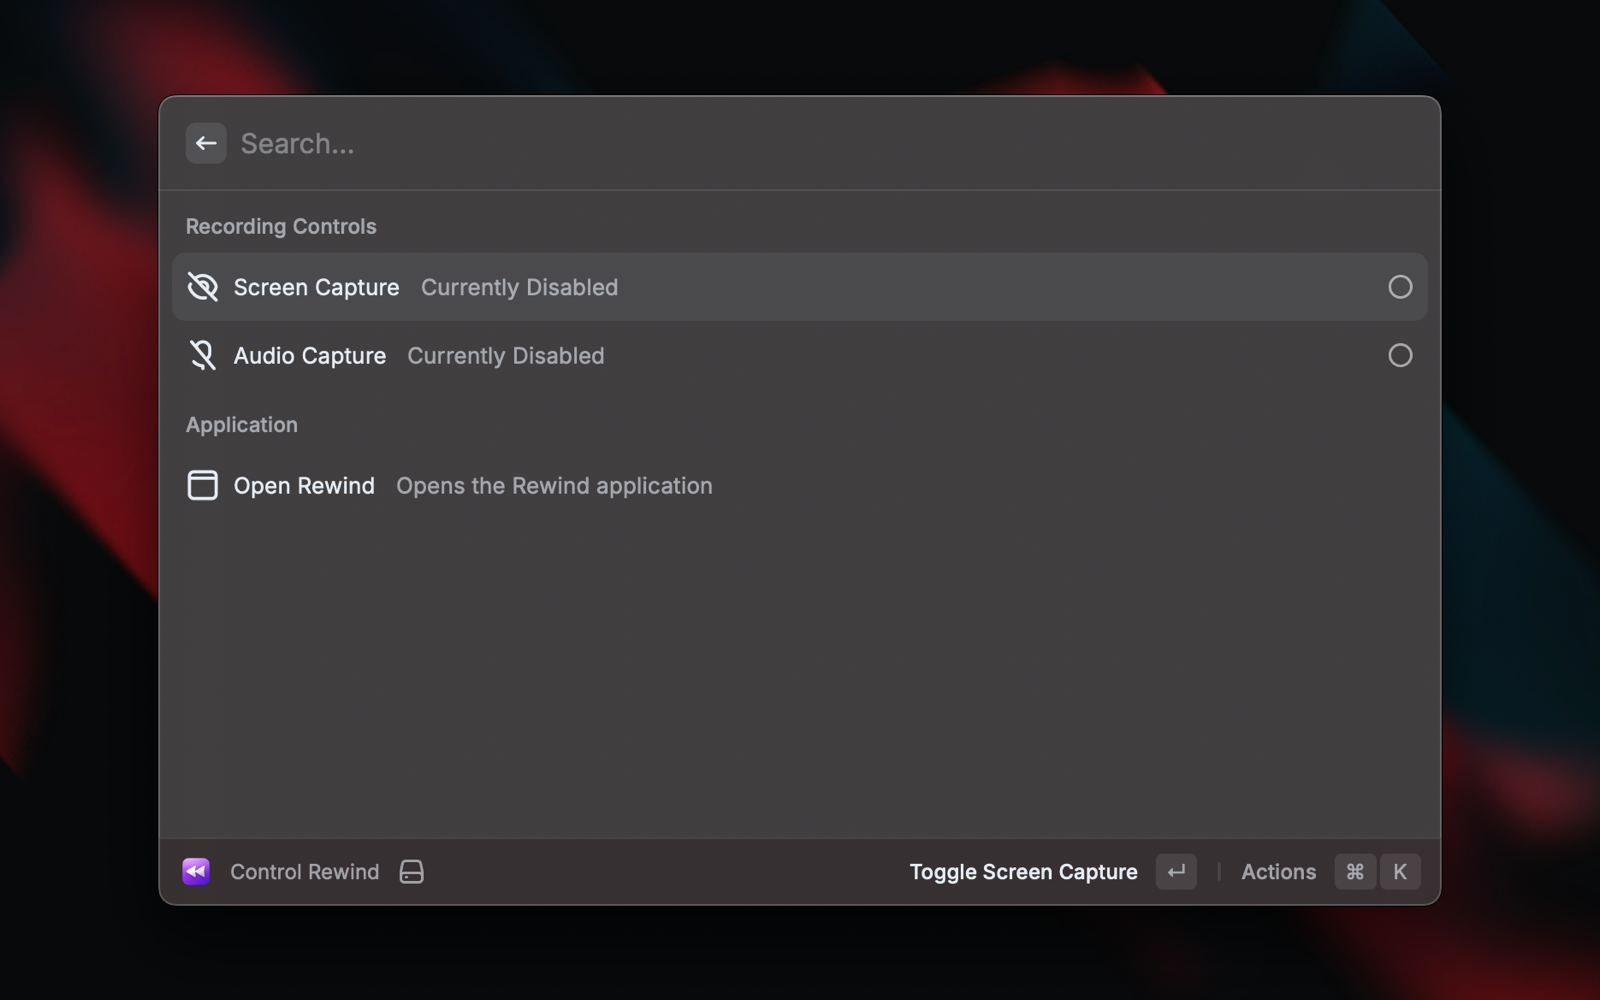 Search...
Recording Controls
Screen Capture Currently Disabled
Audio Capture Currently Disabled
Application
Open Rewind Opens the Rewind application
Control Rewind Toggle Screen Capture ↵ Actions ⌘ K